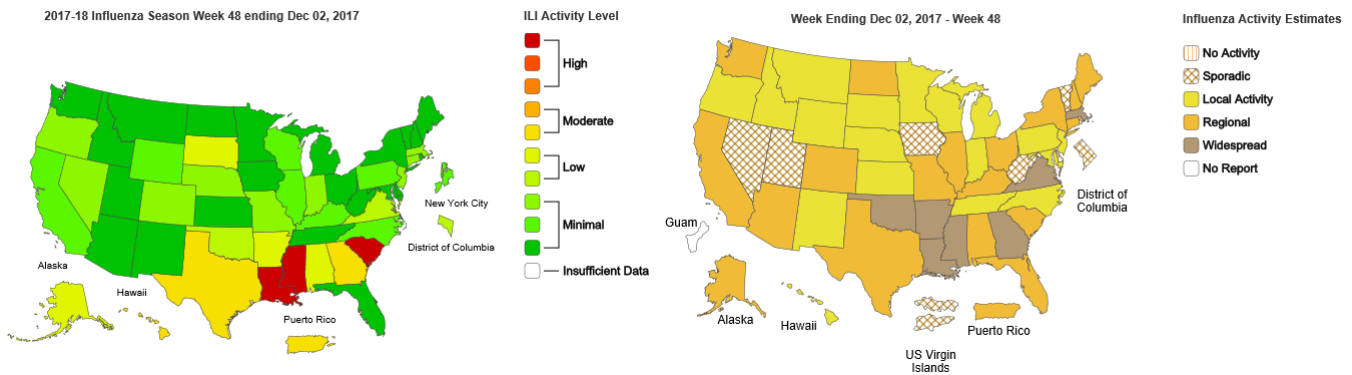 2017-18 Influenza Season Week 48 ending Dec 02, 2017
ILI Activity Level
High
Moderate
Low
Minimal
Insufficient Data
New York City
District of Columbia
Alaska
Hawaii
Puerto Rico
Week Ending Dec 02, 2017 - Week 48
Influenza Activity Estimates
No Activity
Sporadic
Local Activity
Regional
Widespread
No Report
District of
Columbia
Guam
Alaska
Hawaii
Puerto Rico
US Virgin
Islands